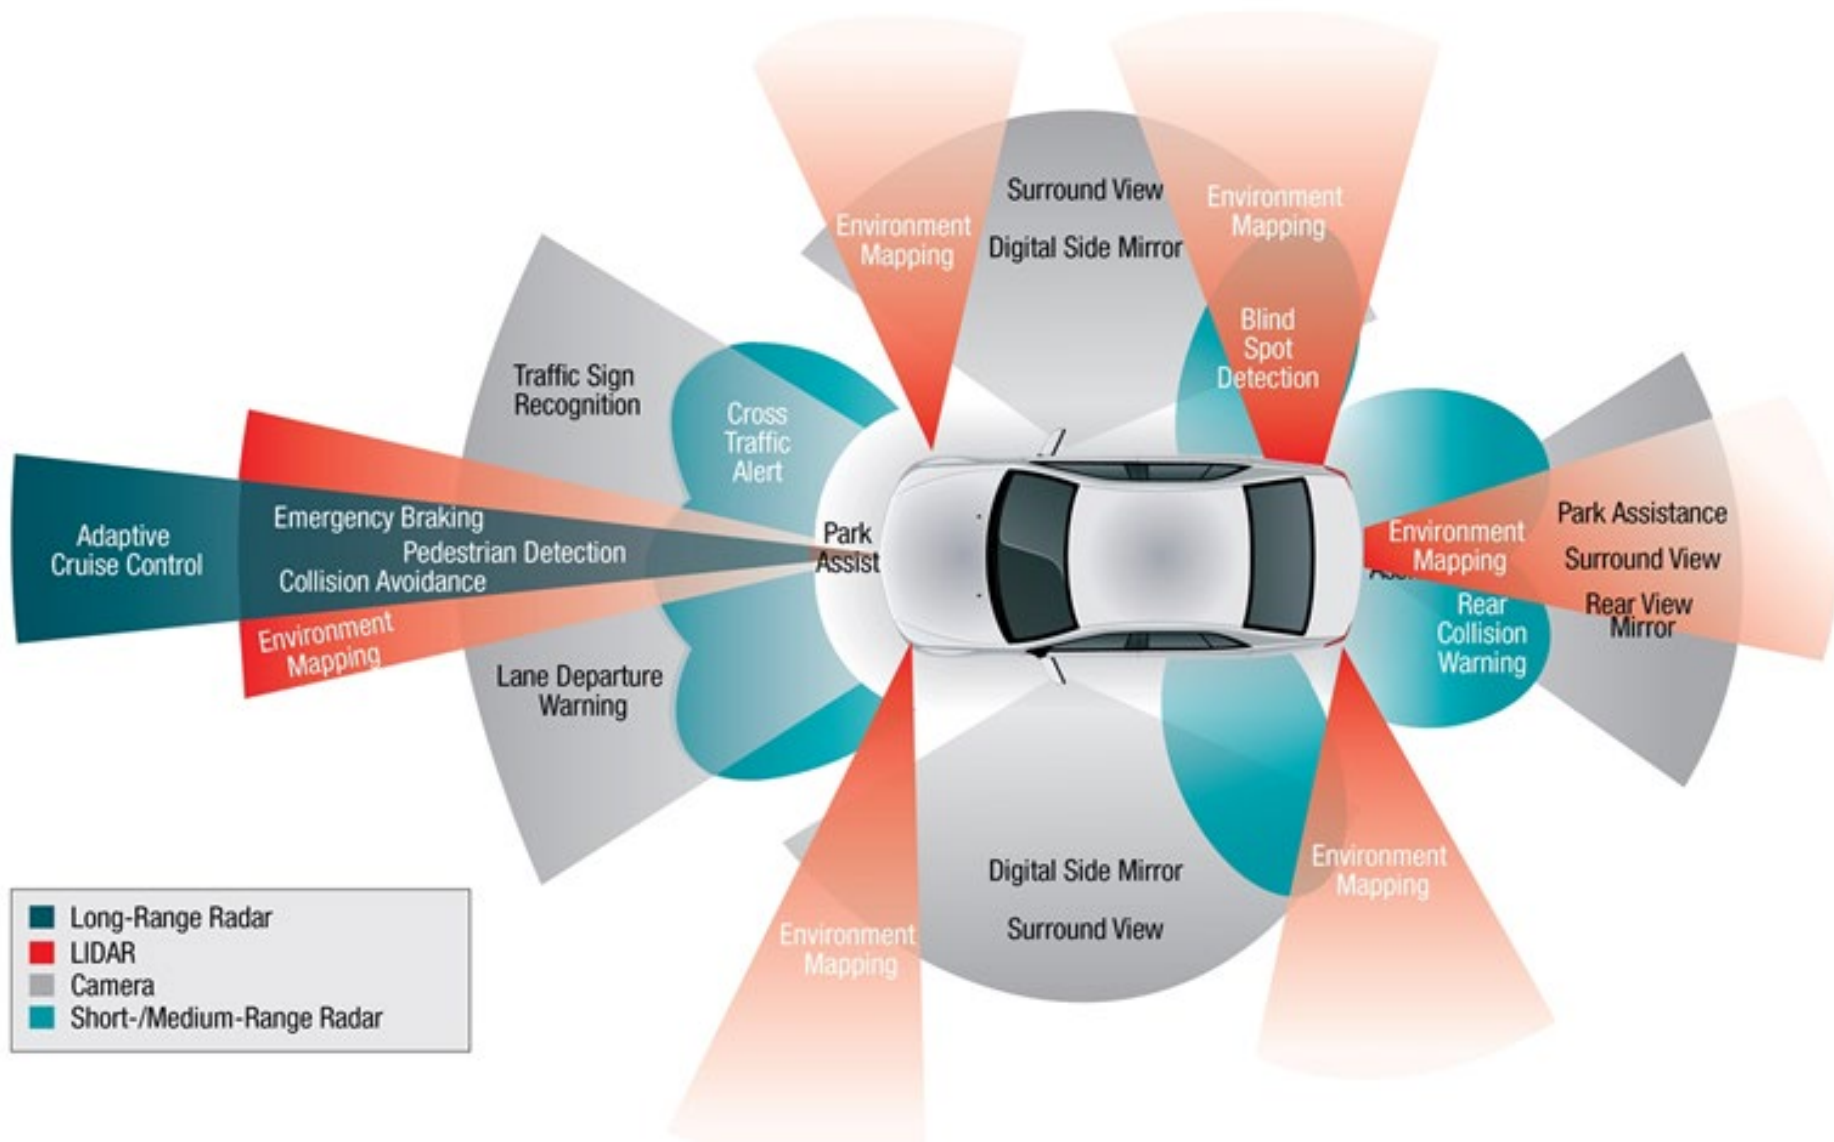 Surround View
Digital Side Mirror
Environment
Mapping
Environment
Mapping
Blind
Spot
Detection
Traffic Sign
Recognition
Cross
Traffic
Alert
Adaptive
Cruise Control
Emergency Braking
Pedestrian Detection
Collision Avoidance
Environment
Mapping
Lane Departure
Warning
Park
Assist
Environment
Mapping
Rear
Collision
Warning
Park Assistance
Surround View
Rear View
Mirror
Digital Side Mirror
Surround View
Environment
Mapping
Environment
Mapping
Long-Range Radar
LIDAR
Camera
Short-/Medium-Range Radar